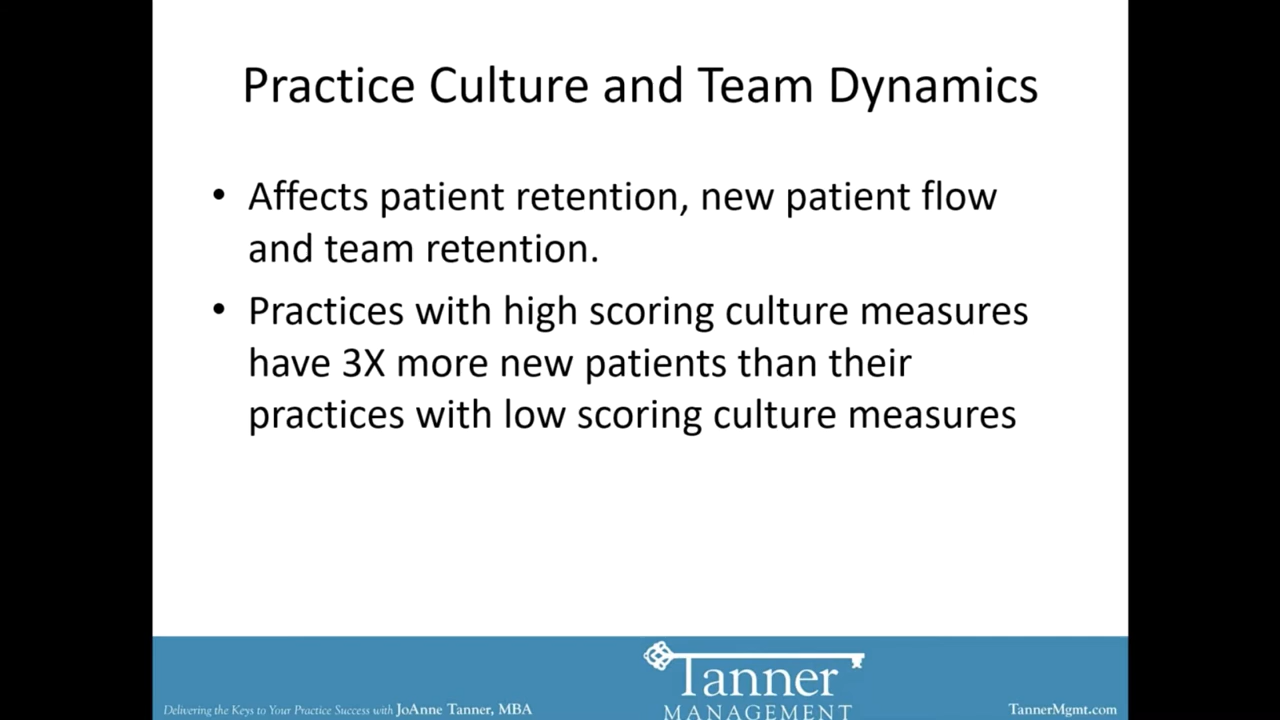 Practice Culture and Team Dynamics
• Affects patient retention, new patient flow
and team retention.
• Practices with high scoring culture measures
have 3X more new patients than their
practices with low scoring culture measures
Tanner
MANAGEMENT
Delivering the Keys to Your Practice Success with JoAnne Tanner, MBA
TannerMgmt.com